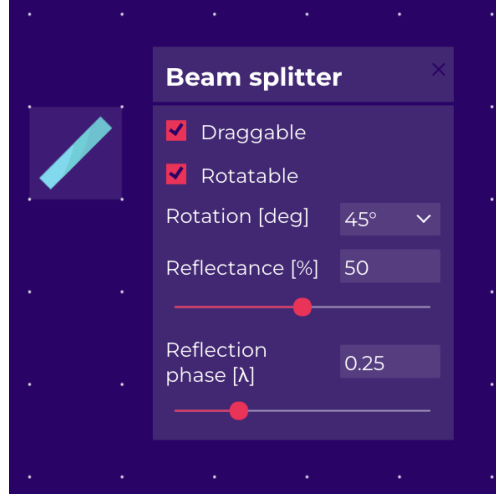 Beam splitter
Draggable
Rotatable
Rotation [deg] 45°
Reflectance [%] 50
Reflection
phase [λ] 0.25